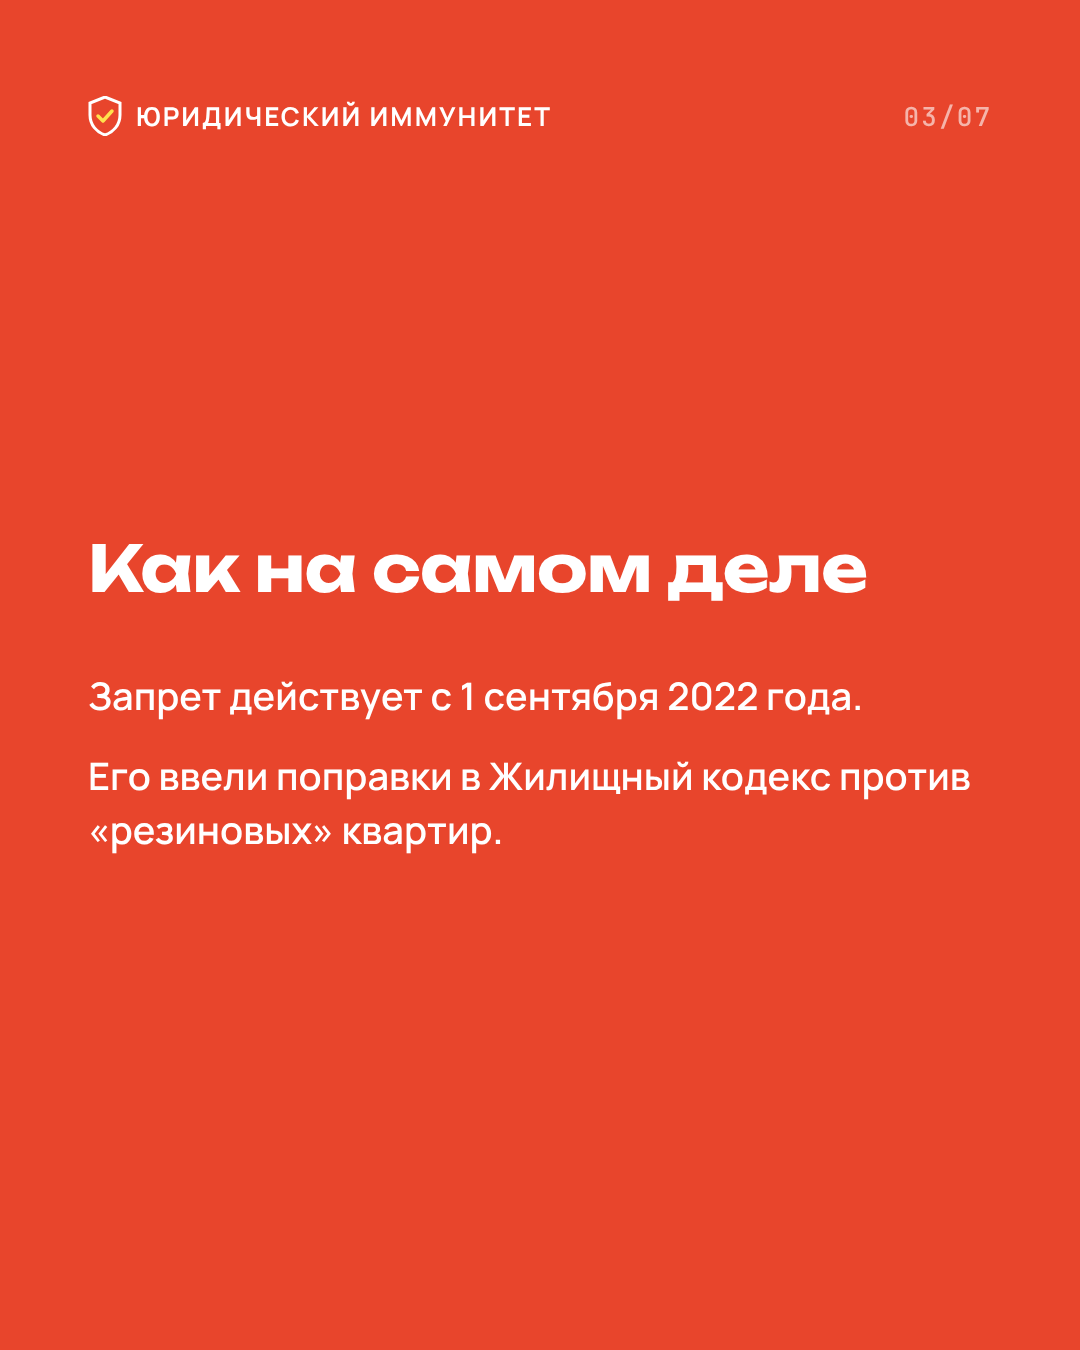 ЮРИДИЧЕСКИЙ ИММУНИТЕТ
03/07
Как на самом деле
Запрет действует с 1 сентября 2022 года.
Его ввели поправки в Жилищный кодекс против
«резиновых» квартир.